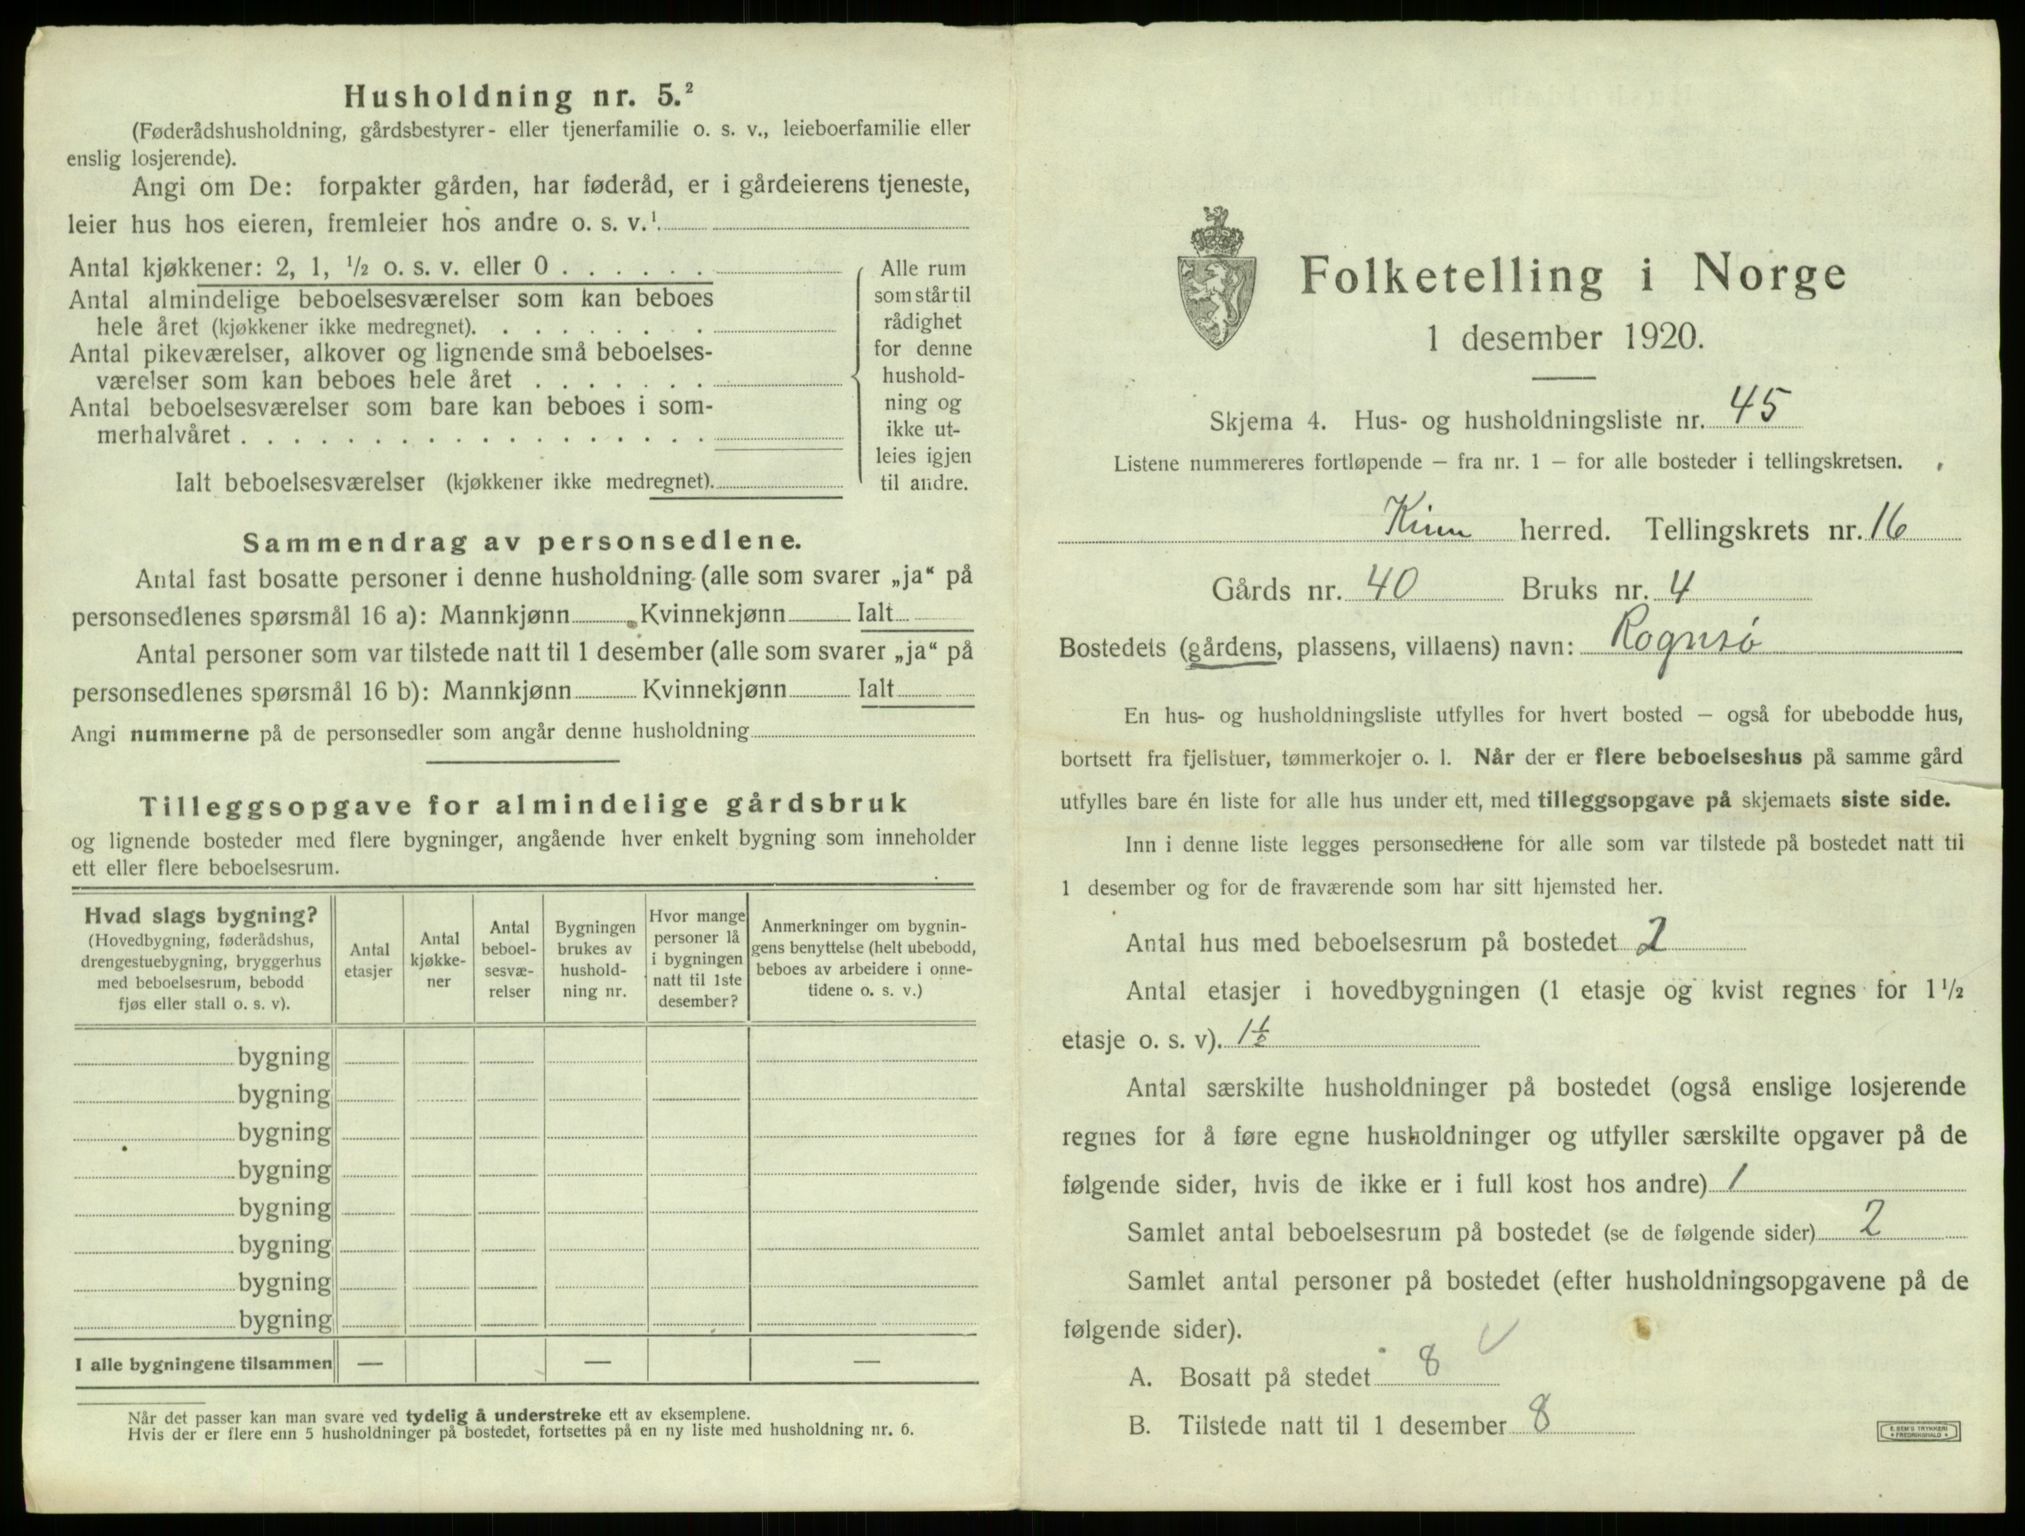 Husholdning nr. 5.²
(Føderådshusholdning, gårdsbestyrer- eller tjenerfamilie o. s. v., leieboerfamilie eller
enslig losjerende).
Angi om De: forpakter gården, har føderåd, er i gårdeierens tjeneste,
leier hus hos eieren, fremleier hos andre o. s. v.¹
Antal kjøkkener: 2, 1, ½ o. s. v. eller 0 . . . . . .
Antal almindelige beboelsesværelser som kan beboes
hele året (kjøkkener ikke medregnet). . . . . . . . .
Antal pikeværelser, alkover og lignende små beboelses-
værelser som kan beboes hele året . . . . . . .
Antal beboelsesværelser som bare kan beboes i som-
merhalvåret . . . . . . . . . . . . . . . . . .
Ialt beboelsesværelser (kjøkkener ikke medregnet).
Alle rum
som står til
rådighet
for denne
hushold-
ning og
ikke ut-
leies igjen
til andre.
Sammendrag av personsedlene.
Antal fast bosatte personer i denne husholdning (alle som svarer „ja“ på
personsedlenes spørsmål 16 a): Mannkjønn Kvinnekjønn Ialt
Antal personer som var tilstede natt til 1 desember (alle som svarer „ja“ på
personsedlenes spørsmål 16 b): Mannkjønn Kvinnekjønn Ialt
Angi nummerne på de personsedler som angår denne husholdning
Tilleggsopgave for almindelige gårdsbruk
og lignende bosteder med flere bygninger, angående hver enkelt bygning som inneholder
ett eller flere beboelsesrum.
Hvad slags bygning?
(Hovedbygning, føderådshus,
drengestuebygning, bryggerhus
med beboelsesrum, bebodd
fjøs eller stall o. s. v).
Antal
etasjer
Antal
kjøkke-
ner
Antal
beboel-
sesvæ-
relser
Bygningen
brukes av
hushold-
ning nr.
Hvor mange
personer lå
i bygningen
natt til 1ste
desember?
Anmerkninger om bygnin-
gens benyttelse (helt ubebodd,
beboes av arbeidere i onne-
tidene o. s. v.)
bygning
bygning
bygning
bygning
bygning
bygning
bygning
bygning
I alle bygningene tilsammen — — —
Når det passer kan man svare ved tydelig å understreke ett av eksemplene.
Hvis der er flere enn 5 husholdninger på bostedet, fortsettes på en ny liste med husholdning nr. 6.
Folketelling i Norge
1 desember 1920.
Skjema 4. Hus- og husholdningsliste nr. 45
Listene nummereres fortløpende — fra nr. 1 — for alle bosteder i tellingskretsen.
Kinn herred. Tellingskrets nr. 16
Gårds nr. 40 Bruks nr. 4
Bostedets (gårdens, plassens, villaens) navn: Rognsø
En hus- og husholdningsliste utfylles for hvert bosted — også for ubebodde hus,
bortsett fra fjelistuer, tømmerkojer o. l. Når der er flere beboelseshus på samme gård
utfylles bare én liste for alle hus under ett, med tilleggsopgave på skjemaets siste side.
Inn i denne liste legges personsedlene for alle som var tilstede på bostedet natt til
1 desember og for de fraværende som har sitt hjemsted her.
Antal hus med beboelsesrum på bostedet 2
Antal etasjer i hovedbygningen (1 etasje og kvist regnes for 1½
etasje o. s. v). 1½
Antal særskilte husholdninger på bostedet (også enslige losjerende
regnes for å føre egne husholdninger og utfyller særskilte opgaver på de
følgende sider, hvis de ikke er i full kost hos andre) 1
Samlet antal beboelsesrum på bostedet (se de følgende sider) 2
Samlet antal personer på bostedet (efter husholdningsopgavene på de
følgende sider).
A. Bosatt på stedet 8
B. Tilstede natt til 1 desember 8
E. SEM'S TRYKKERI
FREDRIKSHALD